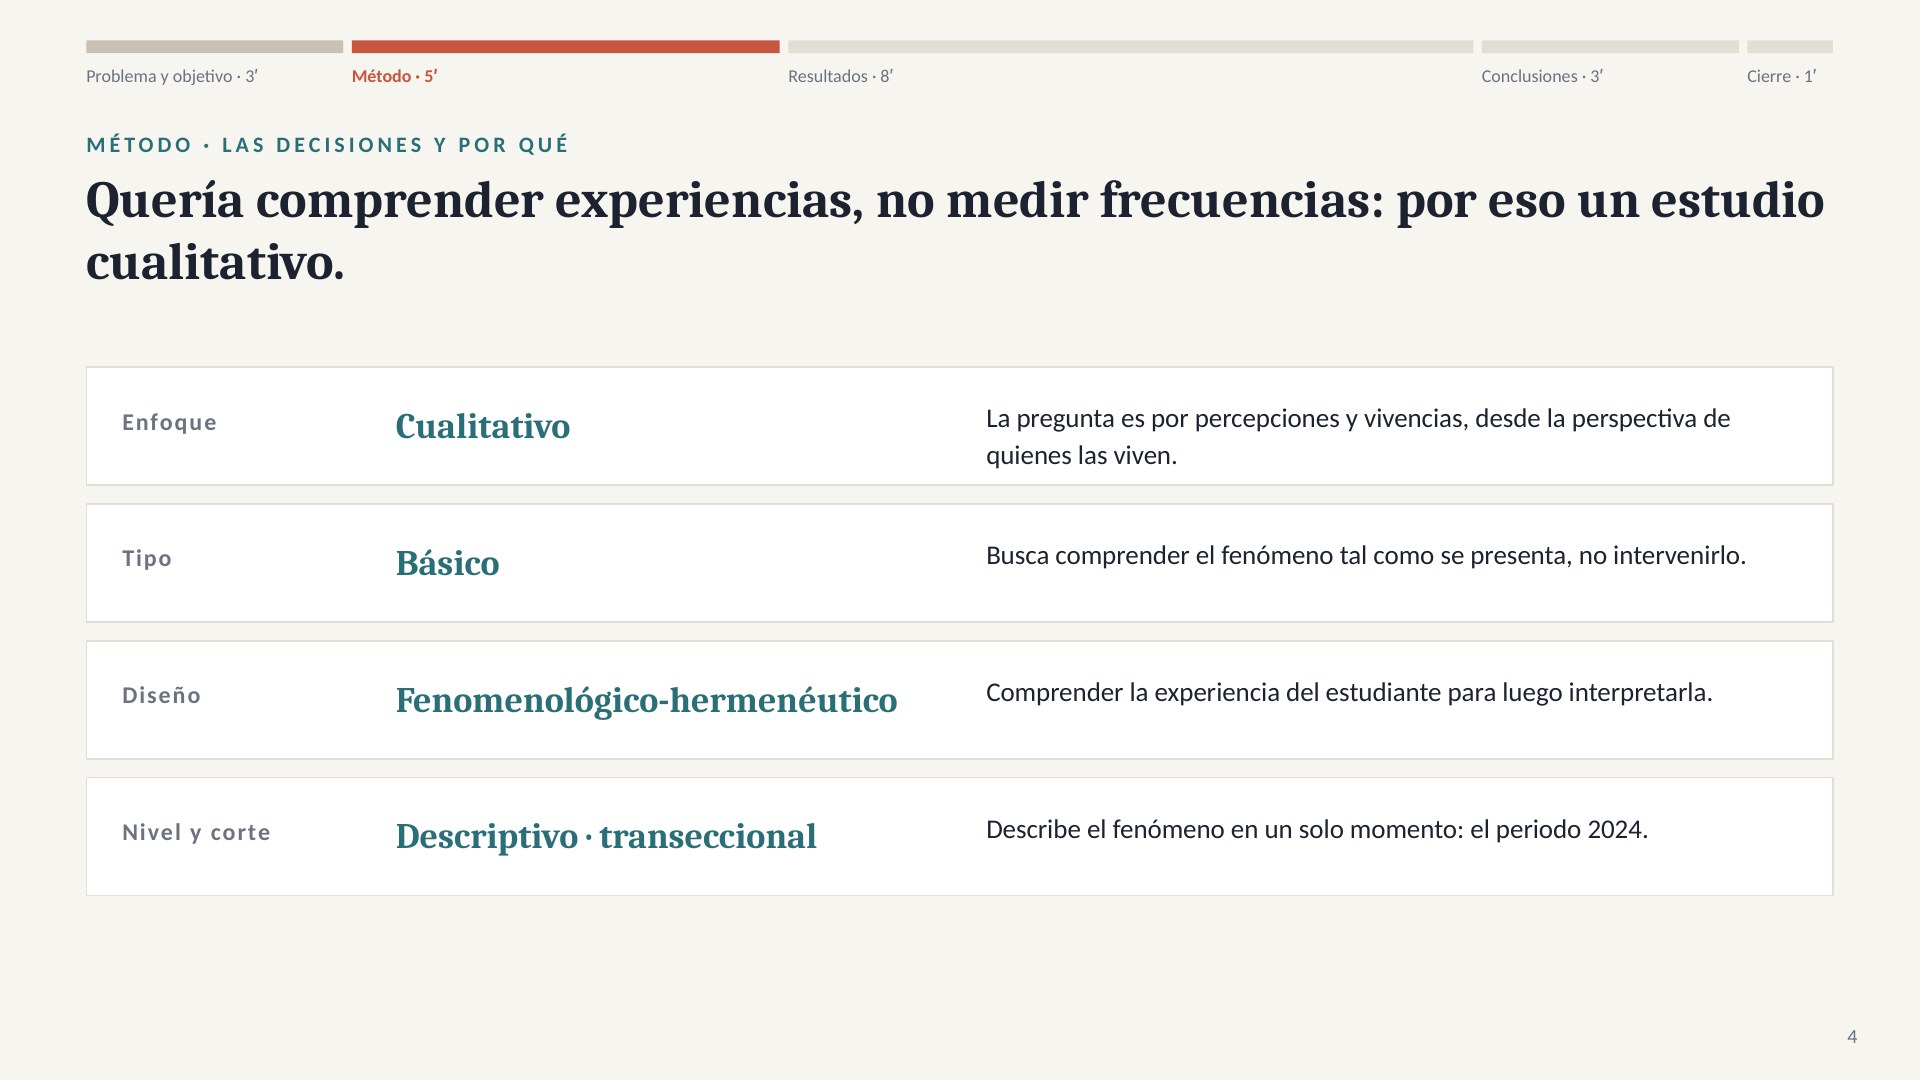 Problema y objetivo · 3′
Método · 5′
Resultados · 8′
Conclusiones · 3′
Cierre · 1′
MÉTODO · LAS DECISIONES Y POR QUÉ
Quería comprender experiencias, no medir frecuencias: por eso un estudio
cualitativo.
Enfoque
Cualitativo
La pregunta es por percepciones y vivencias, desde la perspectiva de
quienes las viven.
Tipo
Básico
Busca comprender el fenómeno tal como se presenta, no intervenirlo.
Diseño
Fenomenológico-hermenéutico
Comprender la experiencia del estudiante para luego interpretarla.
Nivel y corte
Descriptivo · transeccional
Describe el fenómeno en un solo momento: el periodo 2024.
4